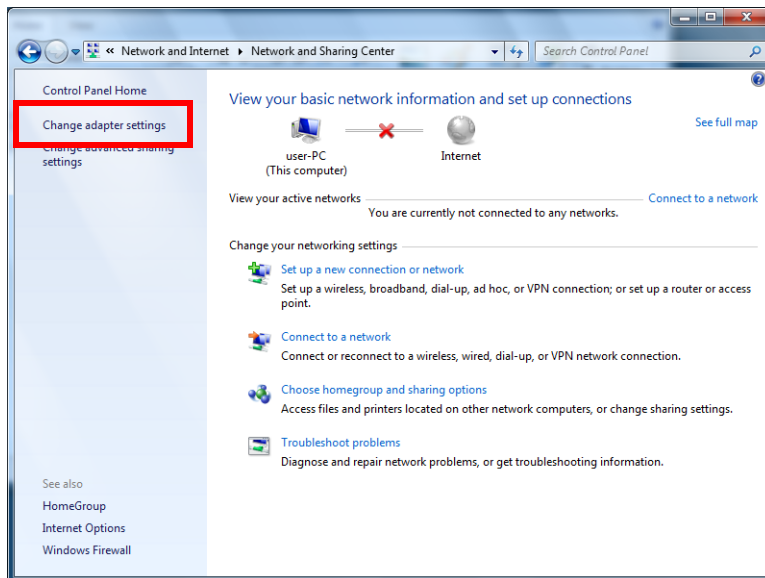 « Network and Internet ▸ Network and Sharing Center
Search Control Panel
Control Panel Home
Change adapter settings
Change advanced sharing
settings
View your basic network information and set up connections
See full map
user-PC
(This computer)
Internet
View your active networks
Connect to a network
You are currently not connected to any networks.
Change your networking settings
Set up a new connection or network
Set up a wireless, broadband, dial-up, ad hoc, or VPN connection; or set up a router or access
point.
Connect to a network
Connect or reconnect to a wireless, wired, dial-up, or VPN network connection.
Choose homegroup and sharing options
Access files and printers located on other network computers, or change sharing settings.
Troubleshoot problems
Diagnose and repair network problems, or get troubleshooting information.
See also
HomeGroup
Internet Options
Windows Firewall